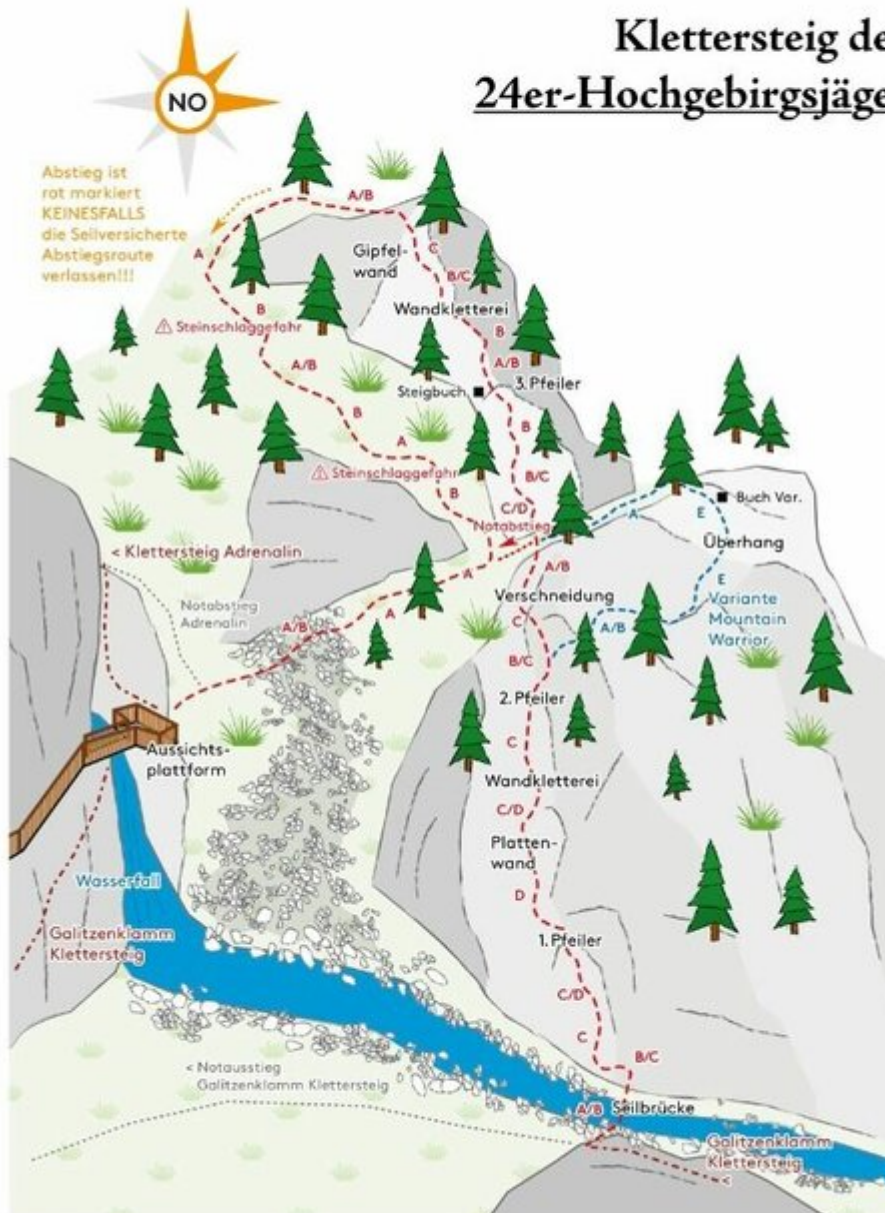 Klettersteig de
24er-Hochgebirgsjäge
NO
Abstieg ist
rot markiert
KEINESFALLS
die Seilversicherte
Abstiegsroute
verlassen!!!
A/B
A
C
Gipfel-
wand
B/C
B
Wandkletterei
Steinschlaggefahr
B
A/B
A/B
3. Pfeiler
Steigbuch
B
B
A
Steinschlaggefahr
B/C
B
C/D
Buch Var.
Notabstieg
A
E
Überhang
< Klettersteig Adrenalin
A
A/B
E
Notabstieg
Adrenalin
Verschneidung
Variante
Mountain
Warrior
A
C
A/B
A/B
B/C
2. Pfeiler
C
Aussichts-
plattform
Wandkletterei
C/D
Platten-
wand
Wasserfall
D
Galitzenklamm
Klettersteig
1. Pfeiler
C/D
C
B/C
< Notausstieg
Galitzenklamm Klettersteig
A/B
Seilbrücke
Galitzenklamm
Klettersteig
<